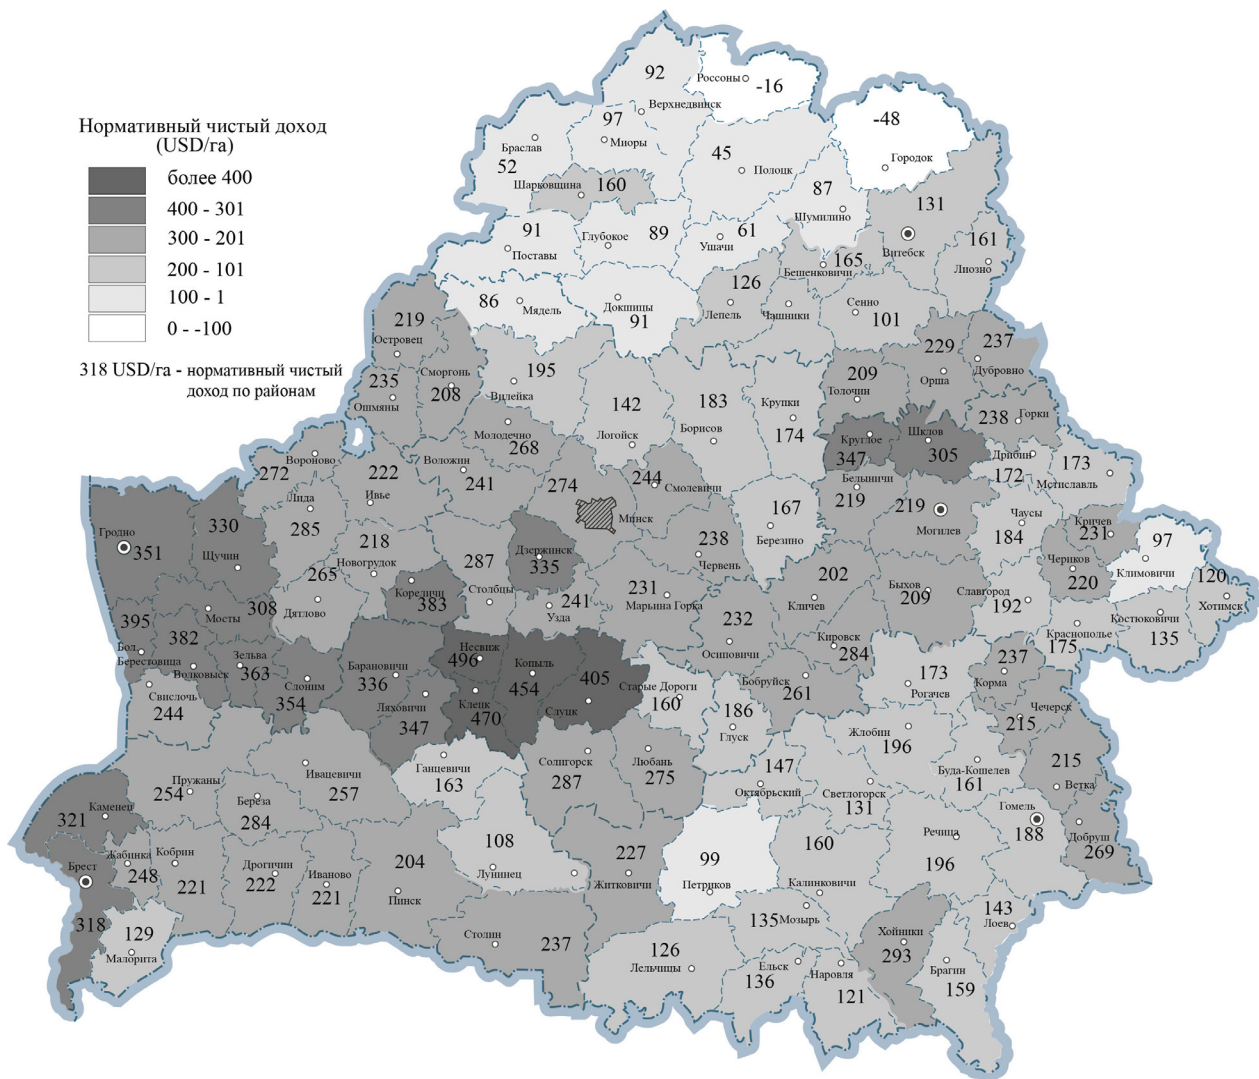 Нормативный чистый доход
(USD/га)
более 400
400 - 301
300 - 201
200 - 101
100 - 1
0 - -100
318 USD/га - нормативный чистый
доход по районам
92
Россоны
-16
Верхнедвинск
97
Миоры
-48
Городок
Браслав
52
45
Полоцк
Шарковщина
160
87
Шумилино
131
Витебск
91
Поставы
Глубокое
89
61
Ушачи
161
Лиозно
165
Бешенковичи
86
Мядель
Докшицы
91
126
Лепель
Чашники
Сенно
101
219
Островец
229
Орша
237
Дубровно
235
Ошмяны
Сморгонь
208
195
Вилейка
142
Логойск
183
Борисов
Крупки
174
209
Толочин
238
Горки
Молодечно
268
Круглое
347
Шклов
305
Дрибин
172
173
Мстиславль
272
Вороново
222
Ивье
Воложин
241
274
Минск
244
Смолевичи
Белыничи
219
219
Могилев
Лида
285
167
Березино
Чаусы
184
Кричев
231
97
Климовичи
Гродно
351
330
Щучин
218
Новогрудок
287
Столбцы
Дзержинск
335
238
Червень
Чериков
220
120
Хотимск
265
Дятлово
Кореличи
383
241
Узда
231
Марьина Горка
202
Кличев
Быхов
209
Славгород
192
Костюковичи
135
308
Мосты
395
Бол.
Берестовица
382
Волковыск
Зельва
363
Слоним
354
Барановичи
336
Несвиж
496
Копыль
454
405
Слуцк
232
Осиповичи
Кировск
284
Краснополье
175
Свислочь
244
Ляховичи
347
Клецк
470
Старые Дороги
160
Бобруйск
261
173
Рогачев
237
Корма
186
Глуск
Чечерск
215
Жлобин
196
Ганцевичи
163
Солигорск
287
Любань
275
147
Октябрьский
Светлогорск
131
Буда-Кошелев
161
215
Ветка
Пружаны
254
Ивацевичи
257
Береза
284
Каменец
321
Гомель
188
Добруш
269
Брест
318
Жабинка
248
Кобрин
221
Дрогичин
222
Иваново
221
204
Пинск
108
Лунинец
227
Житковичи
99
Петриков
160
Калинковичи
Речица
196
129
Малорита
Столин
237
135
Мозырь
126
Лельчицы
Ельск
136
Наровля
121
Хойники
293
143
Лоев
Брагин
159